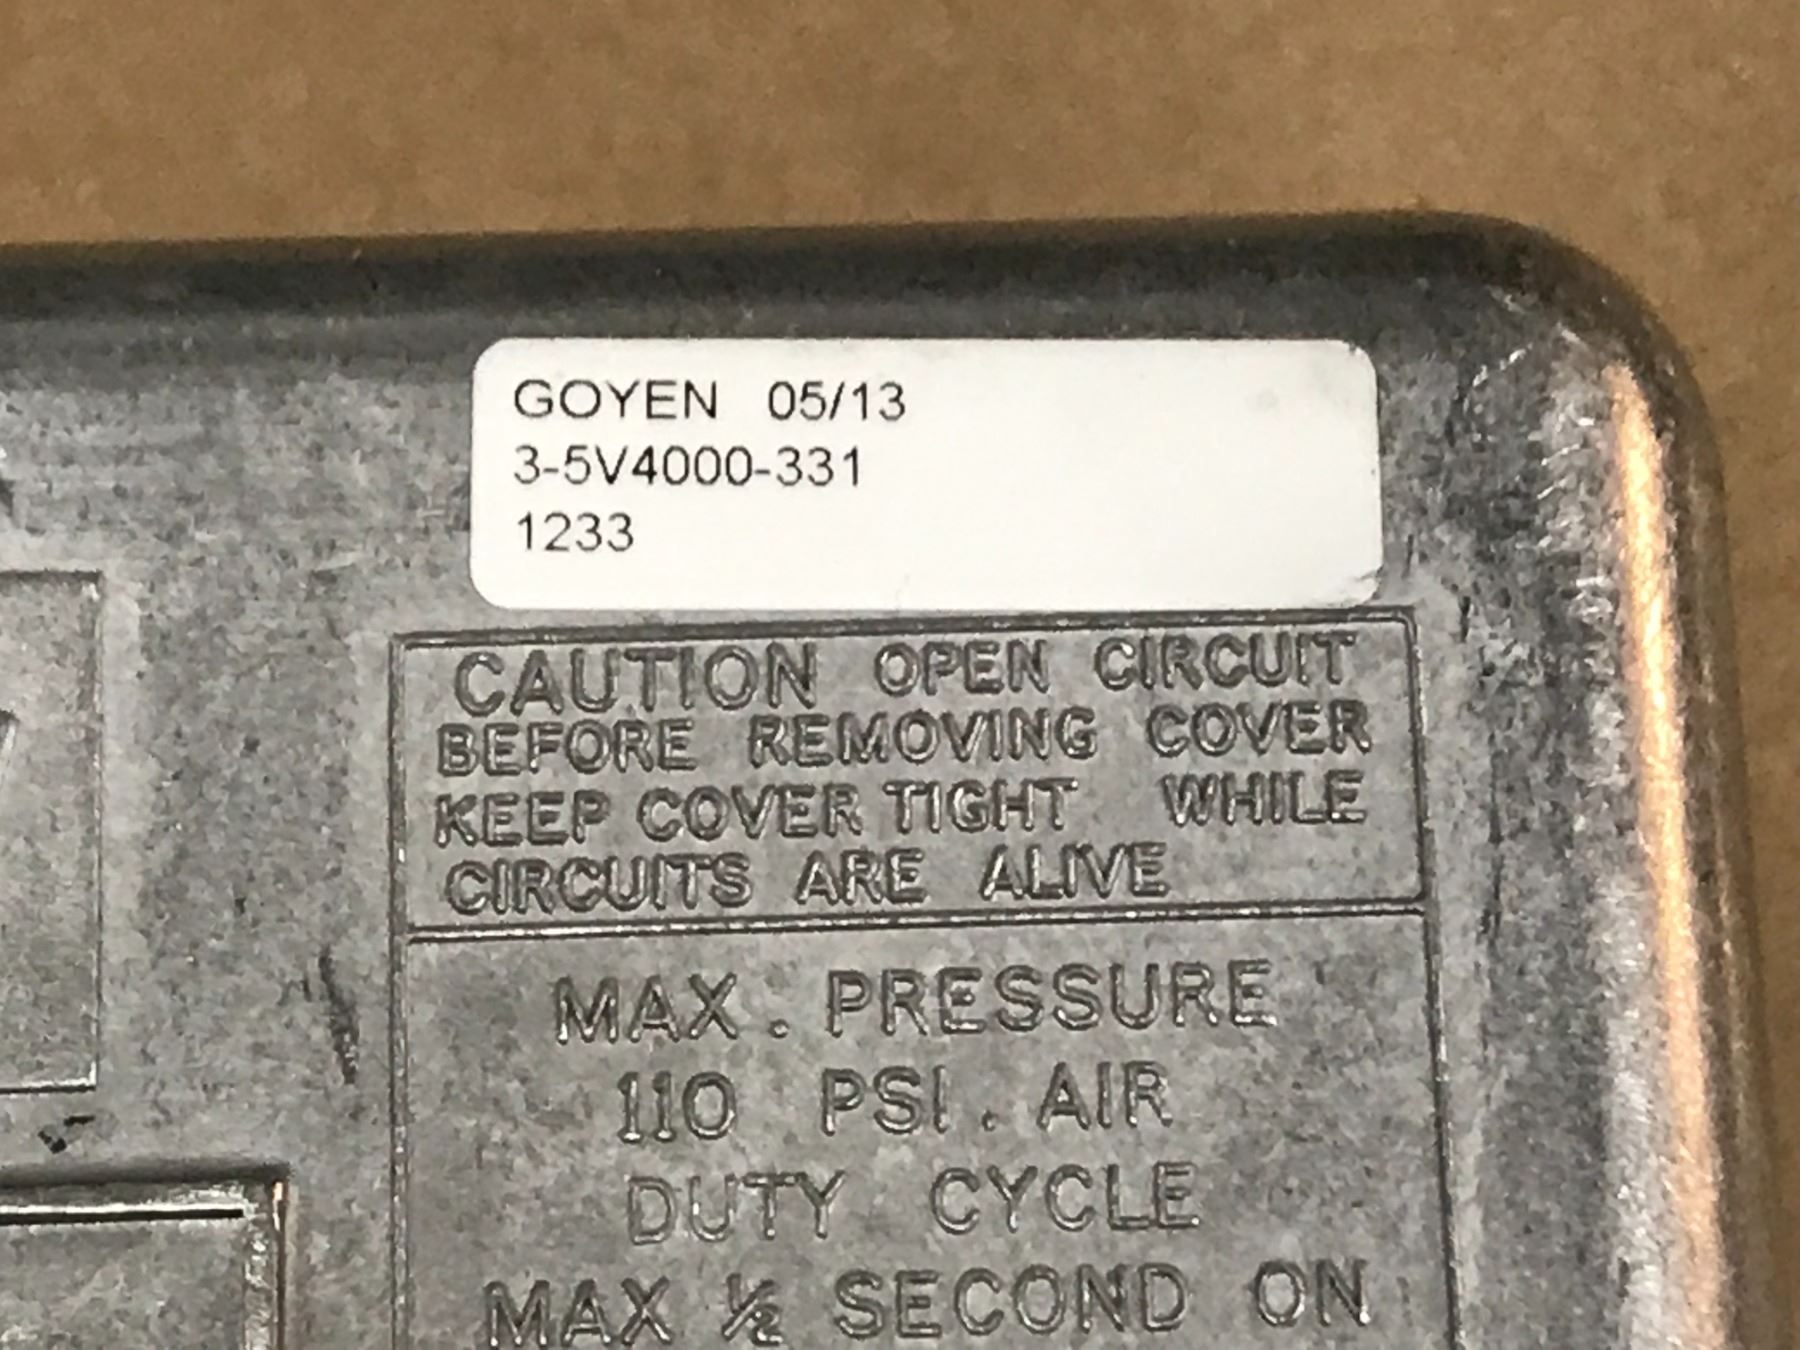 GOYEN 05/13
3-5V4000-331
1233
CAUTION OPEN CIRCUIT
BEFORE REMOVING COVER
KEEP COVER TIGHT WHILE
CIRCUITS ARE ALIVE
MAX. PRESSURE
110 PSI. AIR
DUTY CYCLE
MAX ½ SECOND ON